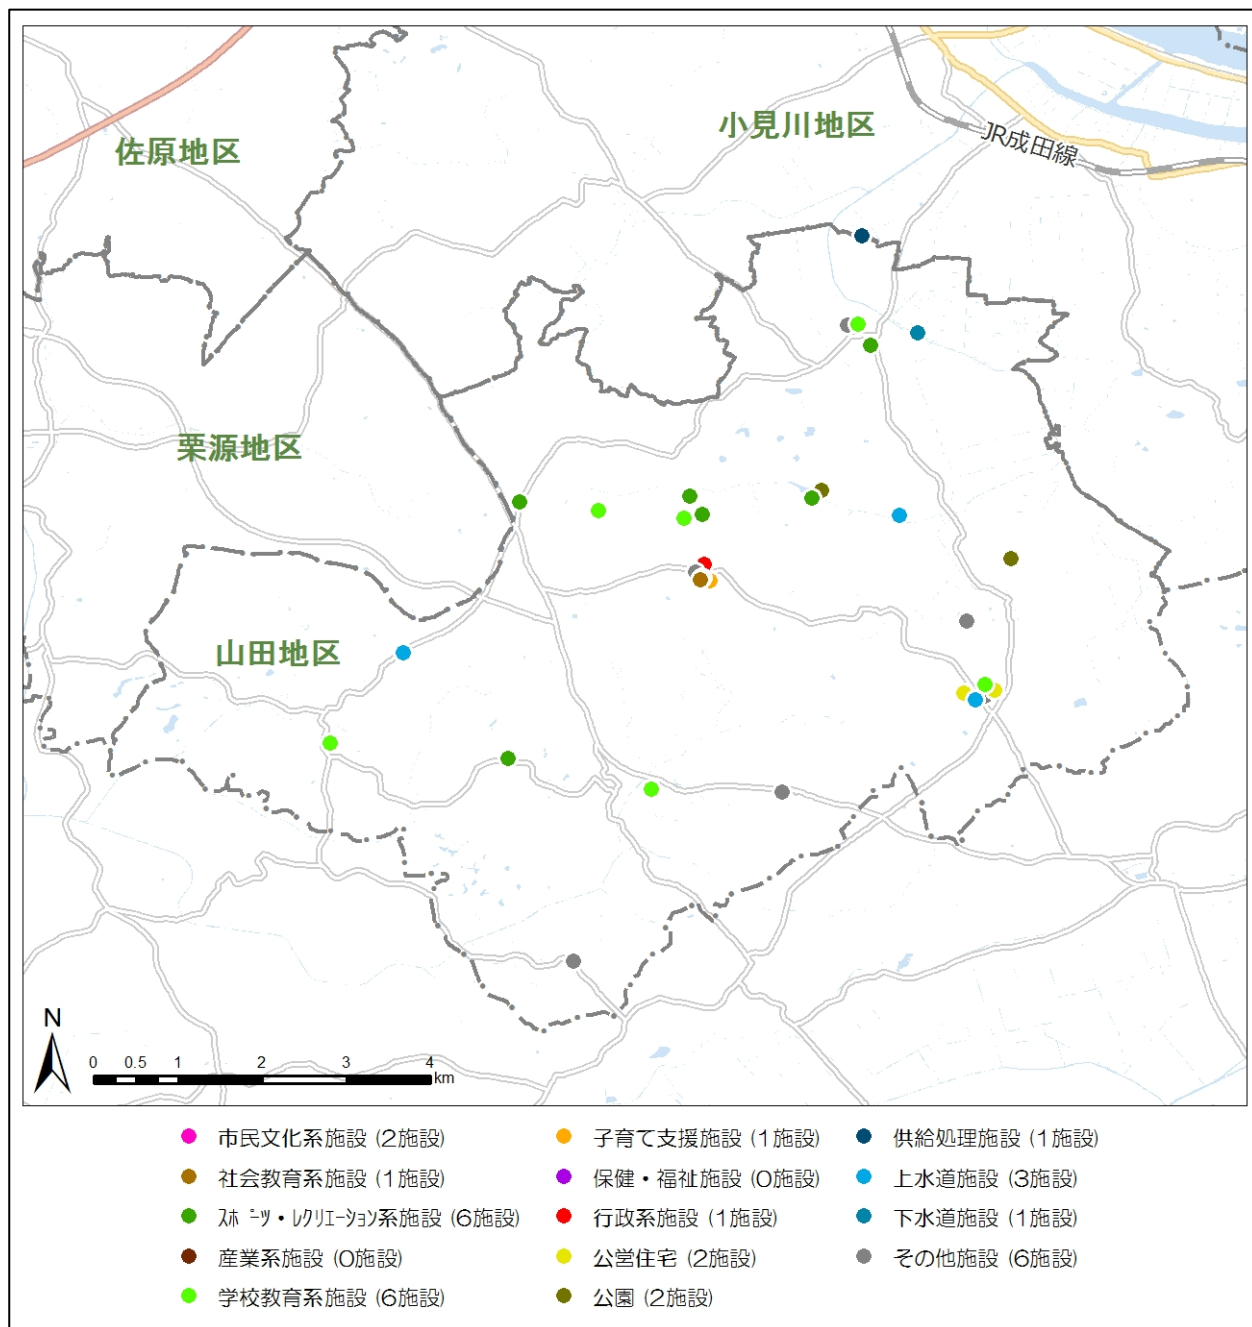 佐原地区
小見川地区
JR成田線
栗源地区
山田地区
N
0 0.5 1 2 3 4
km
市民文化系施設 (2施設)
社会教育系施設 (1施設)
ｽﾎﾟｰﾂ・ﾚｸﾘｴｰｼｮﾝ系施設 (6施設)
産業系施設 (0施設)
学校教育系施設 (6施設)
子育て支援施設 (1施設)
保健・福祉施設 (0施設)
行政系施設 (1施設)
公営住宅 (2施設)
公園 (2施設)
供給処理施設 (1施設)
上水道施設 (3施設)
下水道施設 (1施設)
その他施設 (6施設)